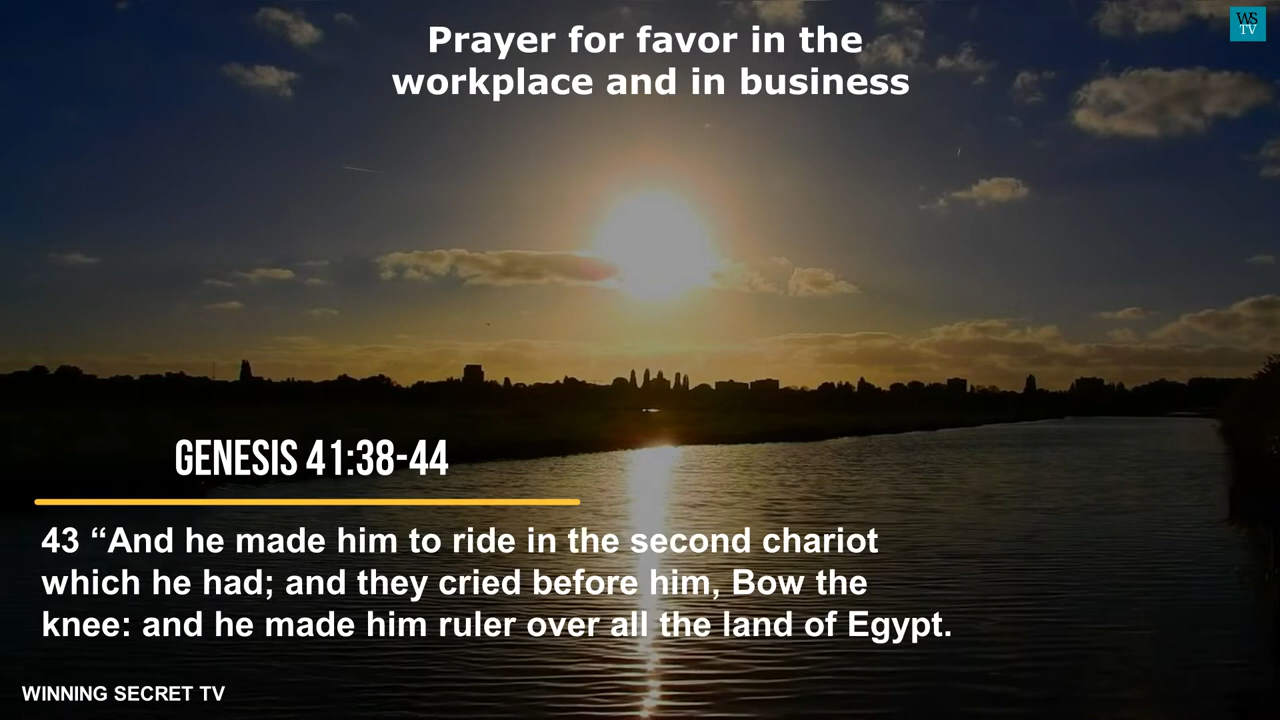 Prayer for favor in the
workplace and in business
WS
TV
GENESIS 41:38-44
43 “And he made him to ride in the second chariot
which he had; and they cried before him, Bow the
knee: and he made him ruler over all the land of Egypt.
WINNING SECRET TV